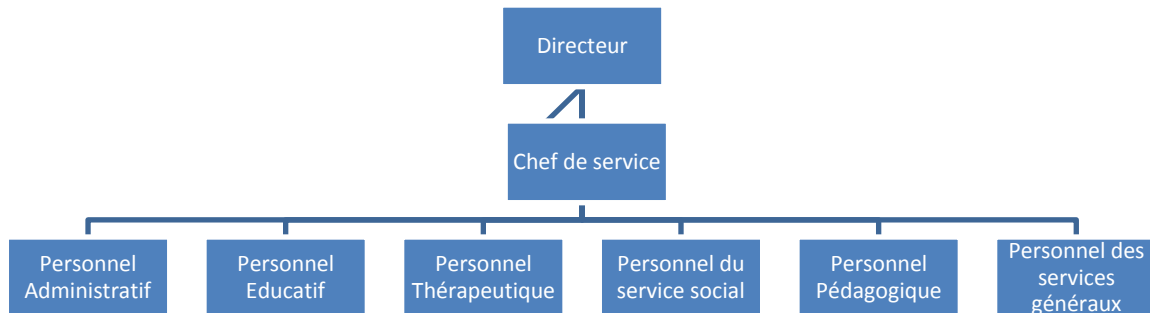 Directeur
Chef de service
Personnel
Administratif
Personnel
Educatif
Personnel
Thérapeutique
Personnel du
service social
Personnel
Pédagogique
Personnel des
services
généraux